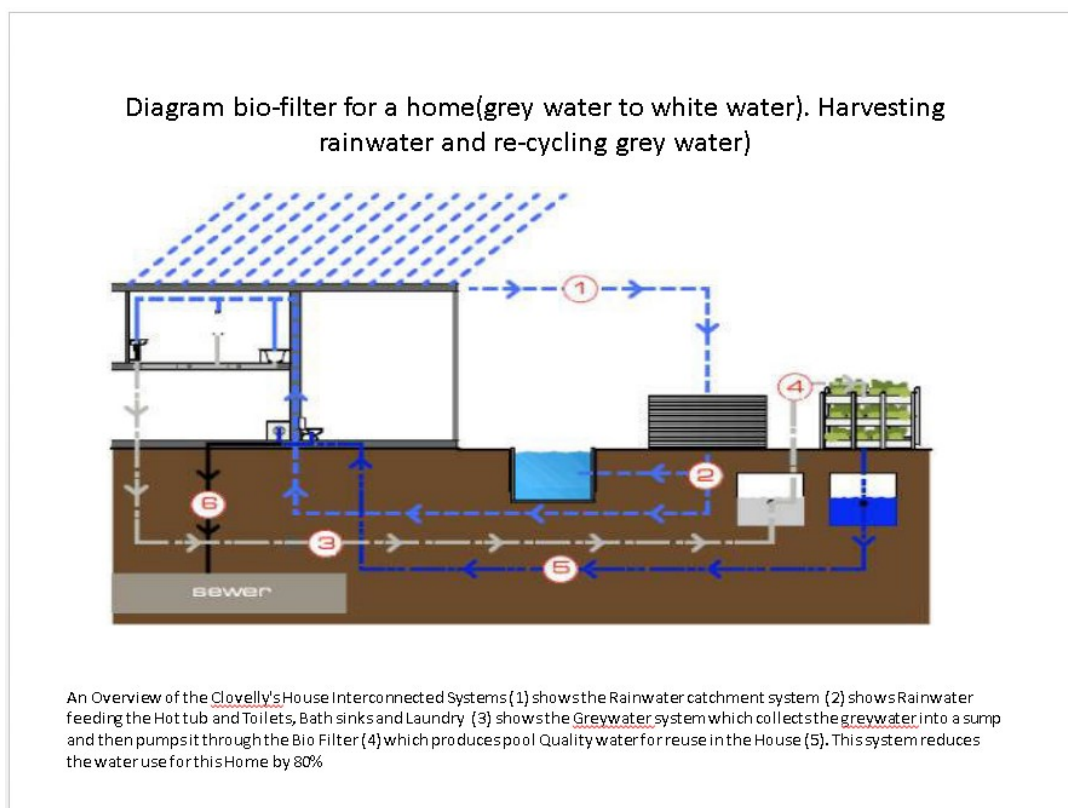 Diagram bio-filter for a home(grey water to white water). Harvesting
rainwater and re-cycling grey water)
1
4
2
6
3
5
sewer
An Overview of the Clovelly's House Interconnected Systems (1) shows the Rainwater catchment system (2) shows Rainwater
feeding the Hot tub and Toilets, Bath sinks and Laundry (3) shows the Greywater system which collects the greywater into a sump
and then pumps it through the Bio Filter (4) which produces pool Quality water for reuse in the House (5). This system reduces
the water use for this Home by 80%